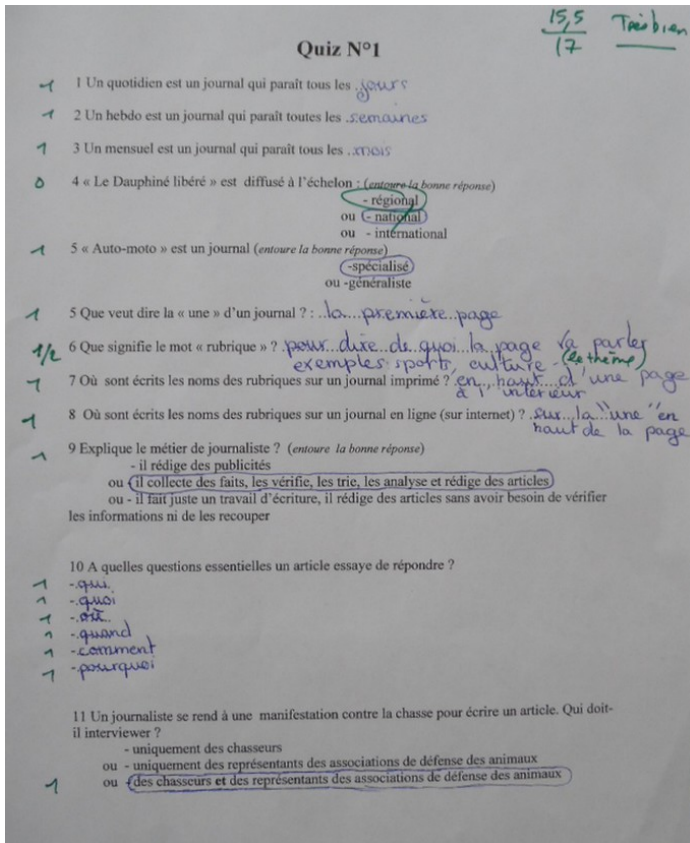 15,5 Très bien
17
Quiz N°1
1 1 Un quotidien est un journal qui paraît tous les .jours
1 2 Un hebdo est un journal qui paraît toutes les .semaines
1 3 Un mensuel est un journal qui paraît tous les ..mois
0 4 « Le Dauphiné libéré » est diffusé à l'échelon : (entoure la bonne réponse)
- régional
ou - national
ou - international
1 5 « Auto-moto » est un journal (entoure la bonne réponse)
-spécialisé
ou -généraliste
1 5 Que veut dire la « une » d'un journal ? : ..la...première..page
1/2 6 Que signifie le mot « rubrique » ? .pour...dire..de..quoi..la..page va parler
exemples : sports, culture - (le thème)
1 7 Où sont écrits les noms des rubriques sur un journal imprimé ? .en..haut...d'une page
à l'intérieur
1 8 Où sont écrits les noms des rubriques sur un journal en ligne (sur internet) ? .sur..la "une" en
haut de la page
1 9 Explique le métier de journaliste ? (entoure la bonne réponse)
- il rédige des publicités
ou - il collecte des faits, les vérifie, les trie, les analyse et rédige des articles
ou - il fait juste un travail d'écriture, il rédige des articles sans avoir besoin de vérifier
les informations ni de les recouper
10 A quelles questions essentielles un article essaye de répondre ?
1 -.qui.
1 -.quoi
1 -.où..
1 -.quand
1 -.comment
1 -.pourquoi
11 Un journaliste se rend à une manifestation contre la chasse pour écrire un article. Qui doit-
il interviewer ?
- uniquement des chasseurs
ou - uniquement des représentants des associations de défense des animaux
1 ou - des chasseurs et des représentants des associations de défense des animaux